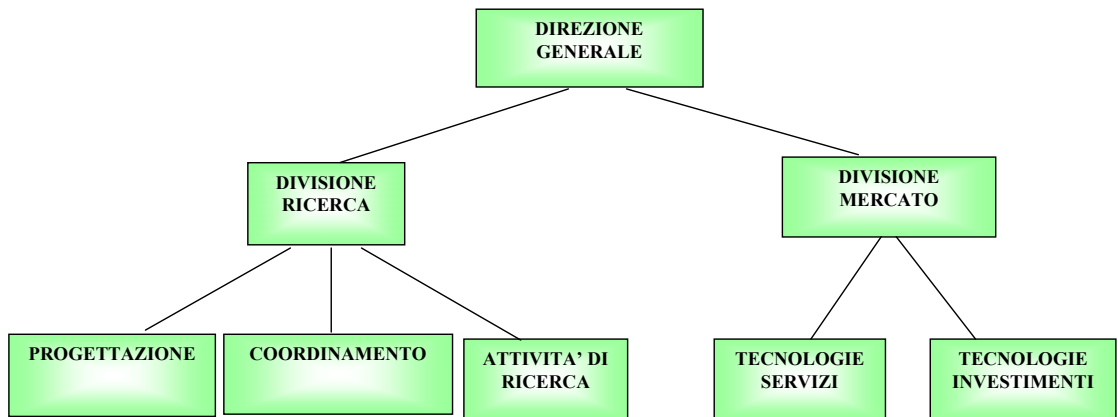 DIREZIONE
GENERALE
DIVISIONE
RICERCA
DIVISIONE
MERCATO
PROGETTAZIONE
COORDINAMENTO
ATTIVITA’ DI
RICERCA
TECNOLOGIE
SERVIZI
TECNOLOGIE
INVESTIMENTI